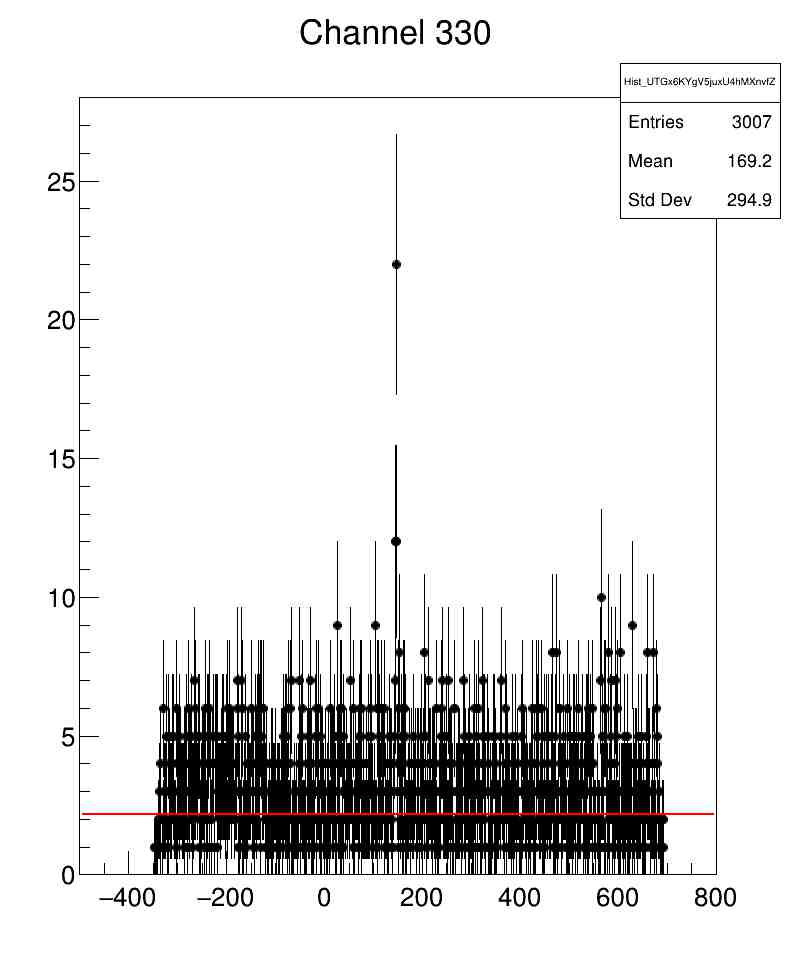 Channel 330
Hist_UTGx6KYgV5juxU4hMXnvfZ
Entries 3007
Mean 169.2
Std Dev 294.9
25
20
15
10
5
0
−400 −200 0 200 400 600 800